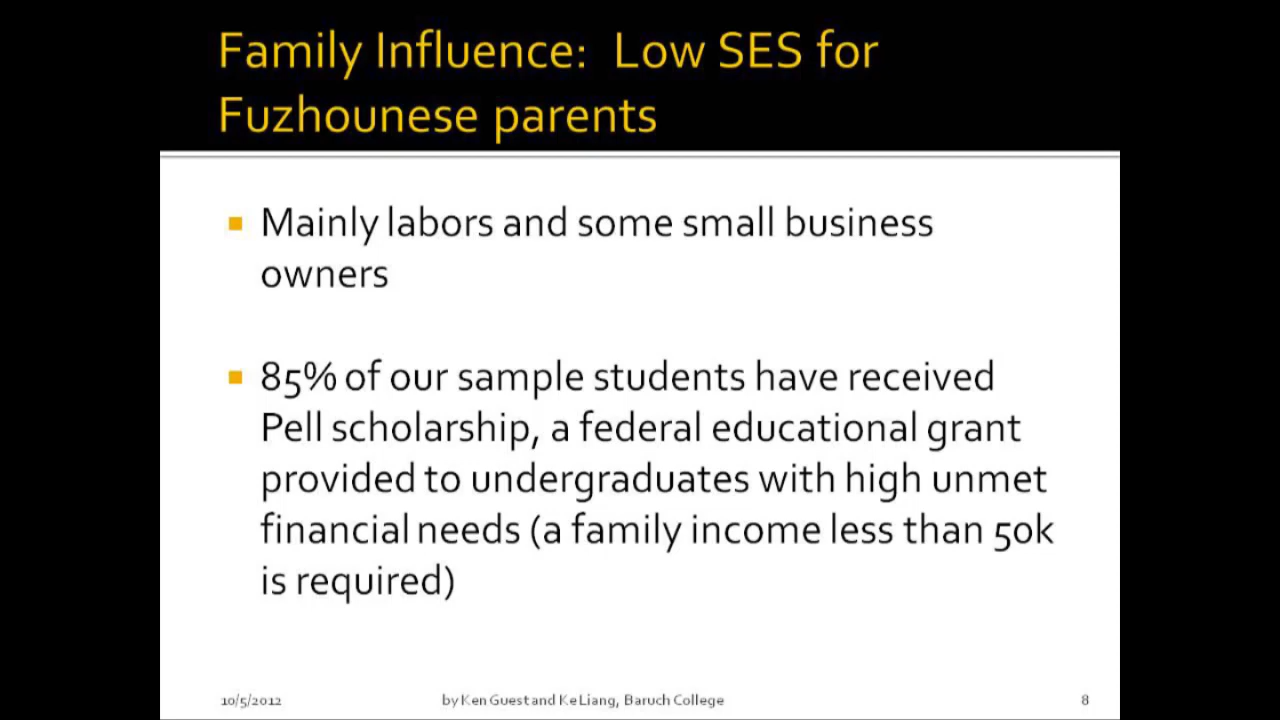 Family Influence:  Low SES for
Fuzhounese parents
Mainly labors and some small business
owners
85% of our sample students have received
Pell scholarship, a federal educational grant
provided to undergraduates with high unmet
financial needs (a family income less than 50k
is required)
10/5/2012 by Ken Guest and Ke Liang, Baruch College 8